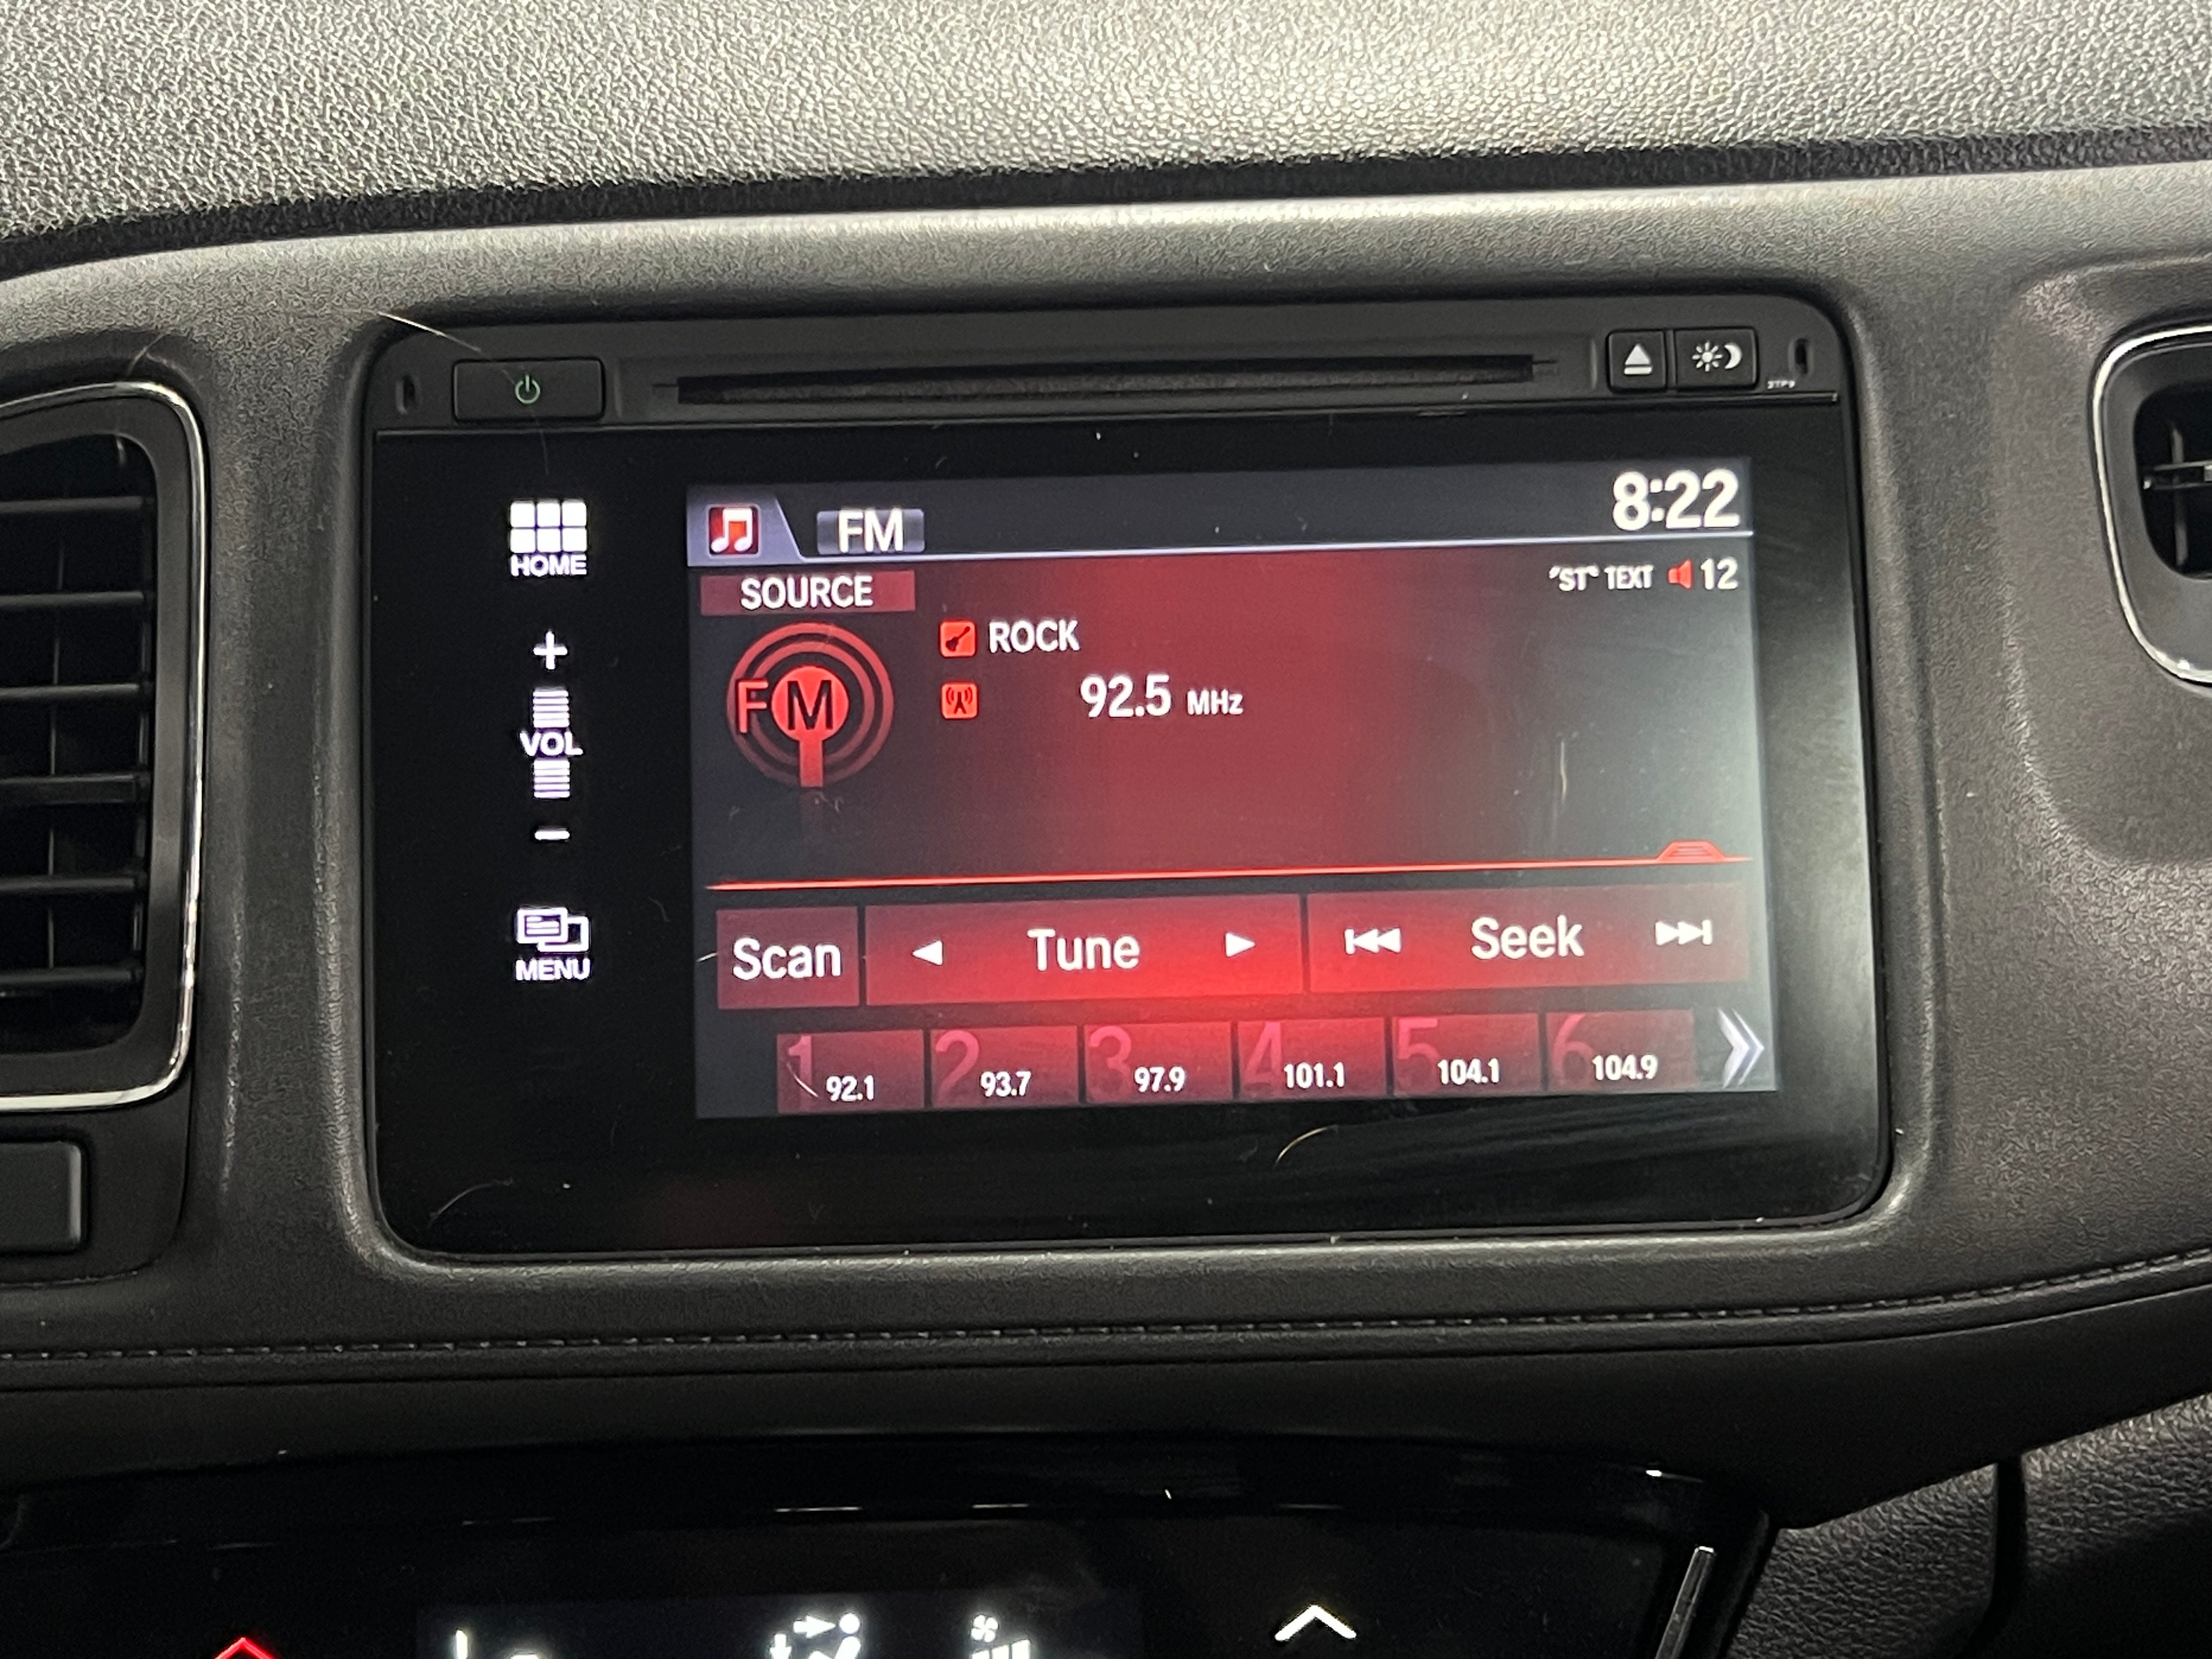 8:22
FM
HOME
SOURCE
"ST" TEXT 12
ROCK
FM
92.5 MHz
+
VOL
-
MENU
Scan Tune Seek
1 92.1 2 93.7 3 97.9 4 101.1 5 104.1 6 104.9